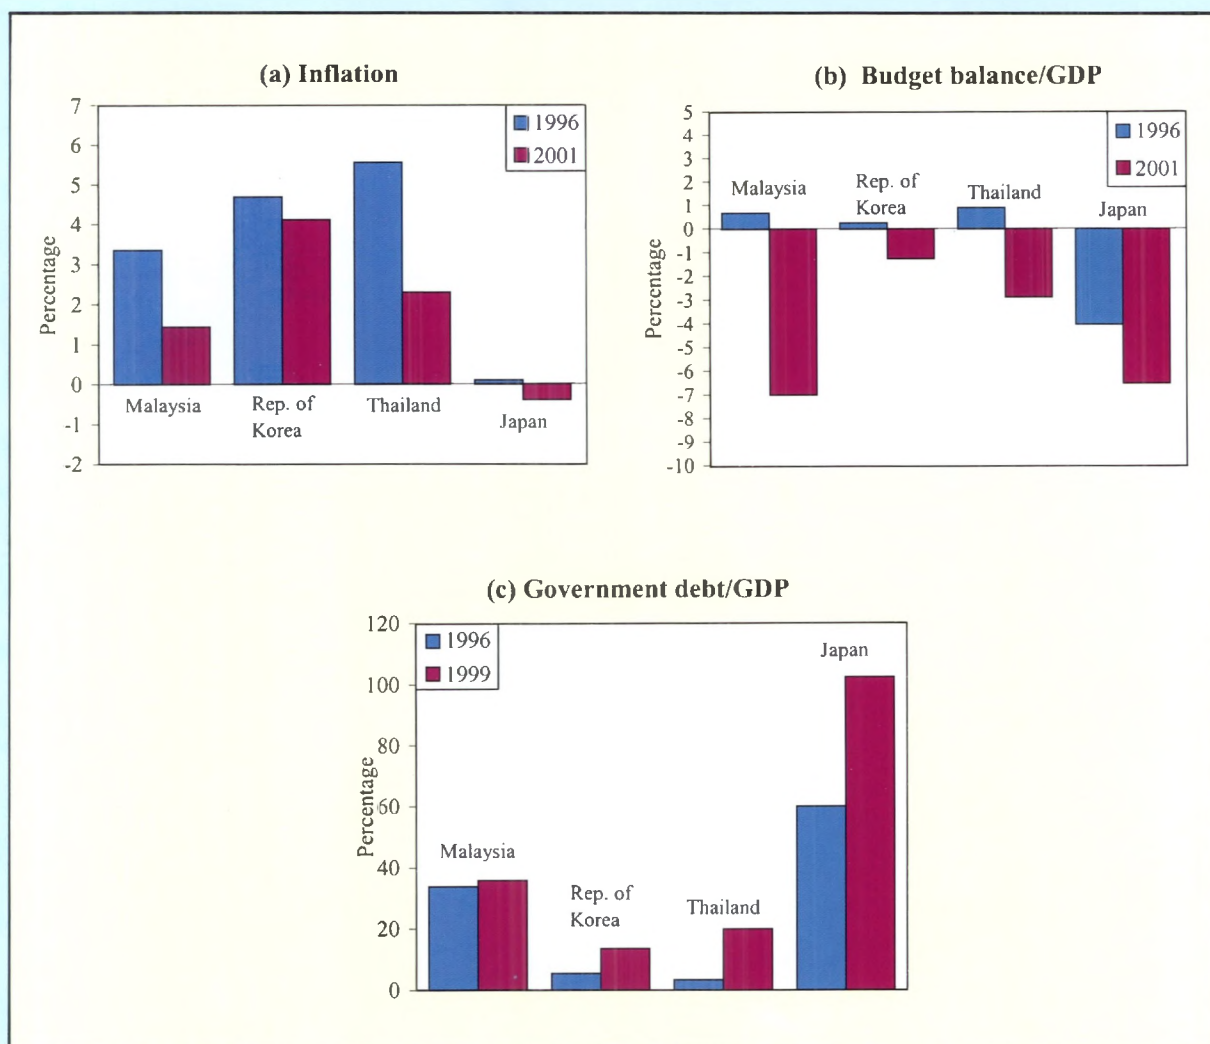 (a) Inflation
7
6
5
4
3
2
1
0
-1
-2
Percentage
1996
2001
Malaysia
Rep. of
Korea
Thailand
Japan
(b) Budget balance/GDP
5
4
3
2
1
0
-1
-2
-3
-4
-5
-6
-7
-8
-9
-10
Percentage
1996
2001
Malaysia
Rep. of
Korea
Thailand
Japan
(c) Government debt/GDP
120
100
80
60
40
20
0
Percentage
1996
1999
Malaysia
Rep. of
Korea
Thailand
Japan